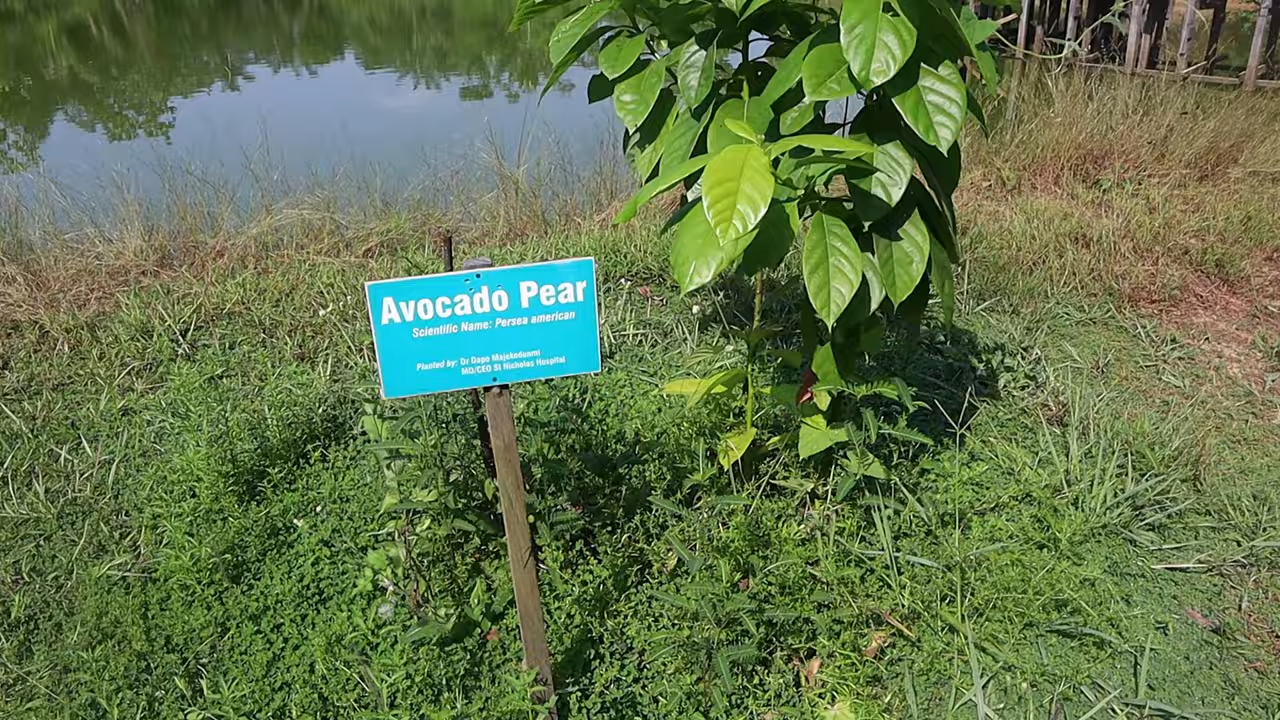 Avocado Pear
Scientific Name: Persea american
Planted by: Dr Dapo Majekodunmi
MD/CEO St Nicholas Hospital